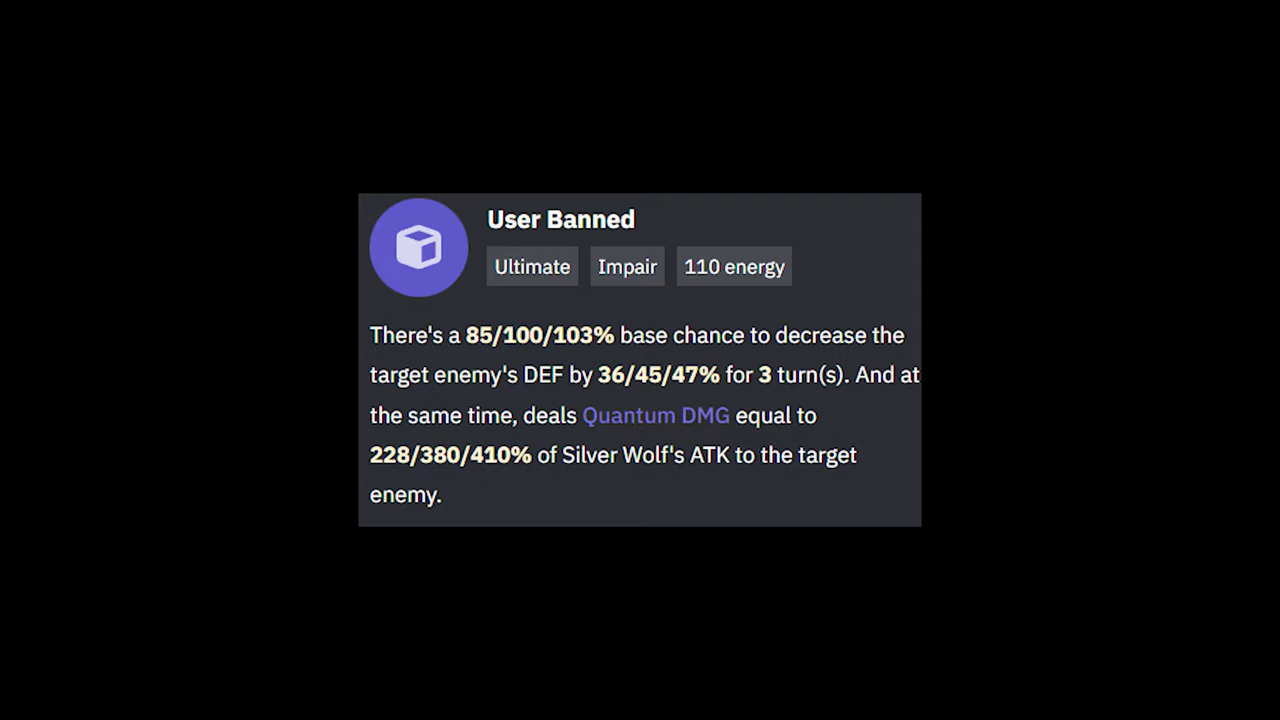 User Banned
Ultimate Impair 110 energy
There's a 85/100/103% base chance to decrease the
target enemy's DEF by 36/45/47% for 3 turn(s). And at
the same time, deals Quantum DMG equal to
228/380/410% of Silver Wolf's ATK to the target
enemy.